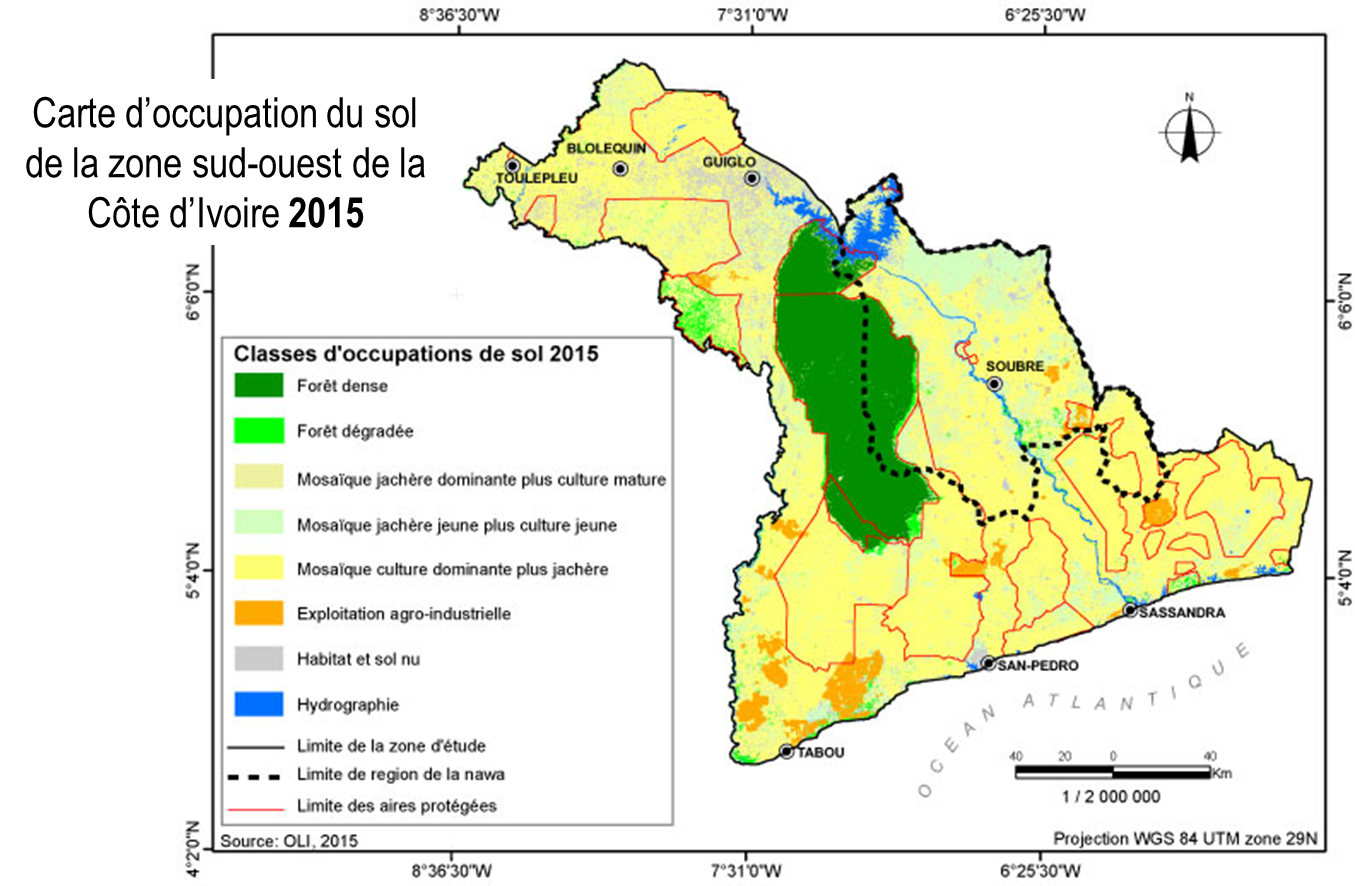 8°36'30"W 7°31'0"W 6°25'30"W
Carte d’occupation du sol
de la zone sud-ouest de la
Côte d’Ivoire 2015
N
BLOLEQUIN
GUIGLO
TOULEPLEU
6°6'0"N
6°6'0"N
SOUBRE
Classes d'occupations de sol 2015
Forêt dense
Forêt dégradée
Mosaïque jachère dominante plus culture mature
Mosaïque jachère jeune plus culture jeune
Mosaïque culture dominante plus jachère
Exploitation agro-industrielle
Habitat et sol nu
Hydrographie
Limite de la zone d'étude
Limite de region de la nawa
Limite des aires protégées
5°4'0"N
5°4'0"N
SASSANDRA
SAN-PEDRO
TABOU
OCEAN ATLANTIQUE
40 20 0 40
Km
1 / 2 000 000
Source: OLI, 2015
Projection WGS 84 UTM zone 29N
4°2'0"N
8°36'30"W 7°31'0"W 6°25'30"W